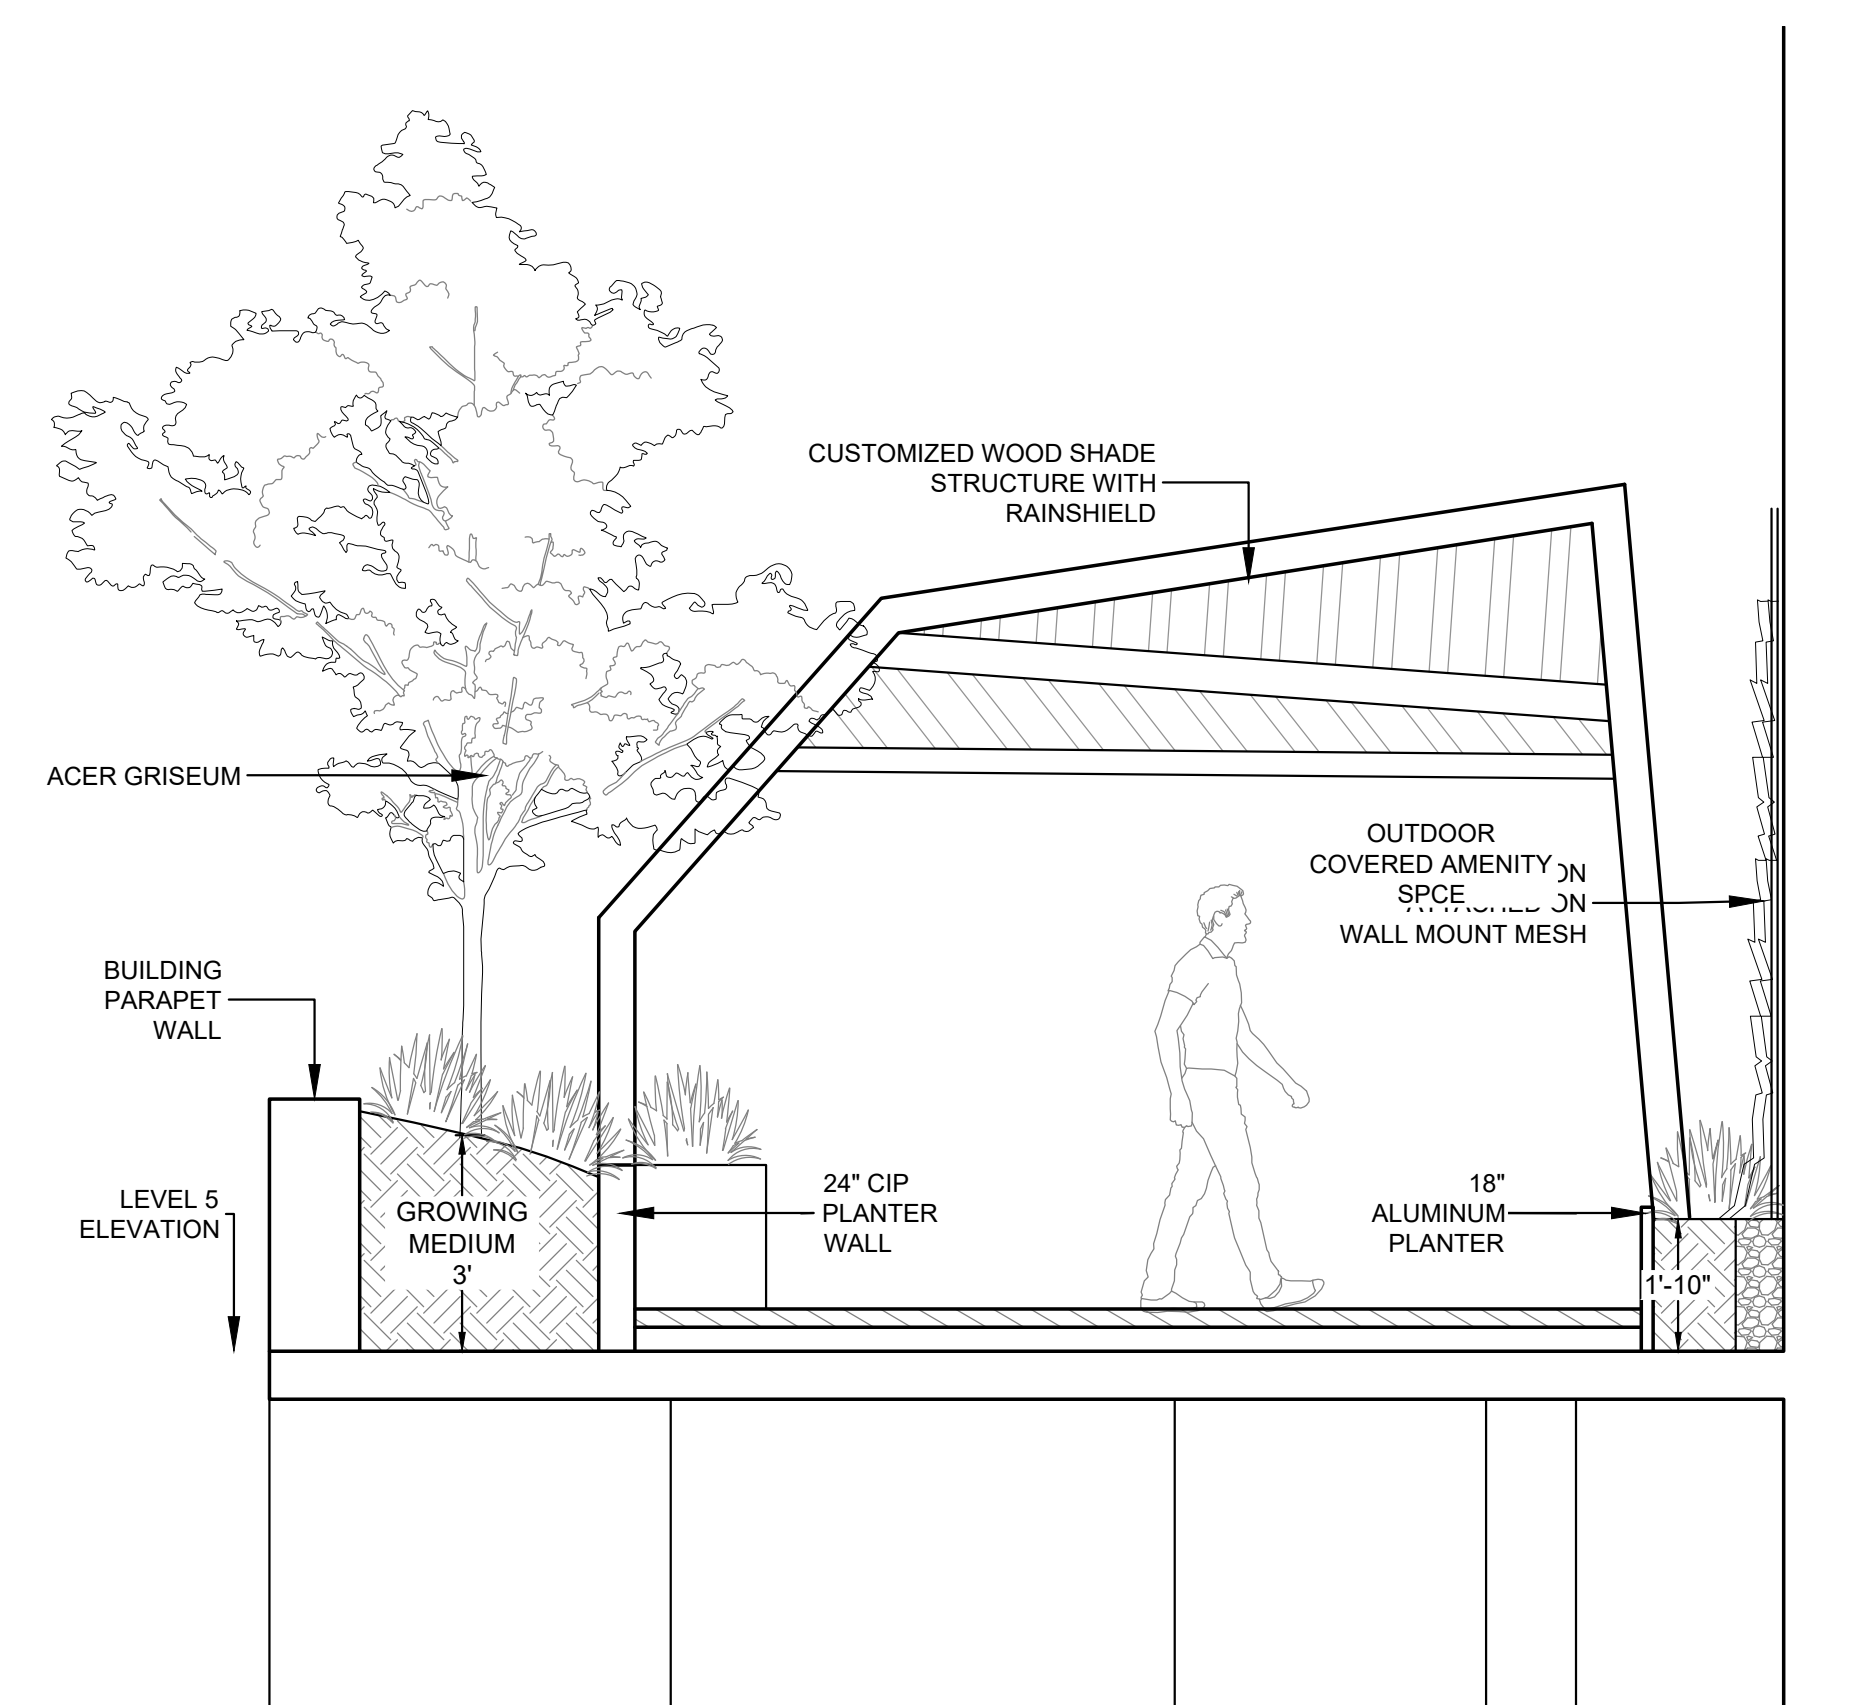 CUSTOMIZED WOOD SHADE
STRUCTURE WITH
RAINSHIELD
ACER GRISEUM
OUTDOOR
COVERED AMENITY
SPCE
ON
WALL MOUNT MESH
BUILDING
PARAPET
WALL
LEVEL 5
ELEVATION
GROWING
MEDIUM
3'
24" CIP
PLANTER
WALL
18"
ALUMINUM
PLANTER
1'-10"